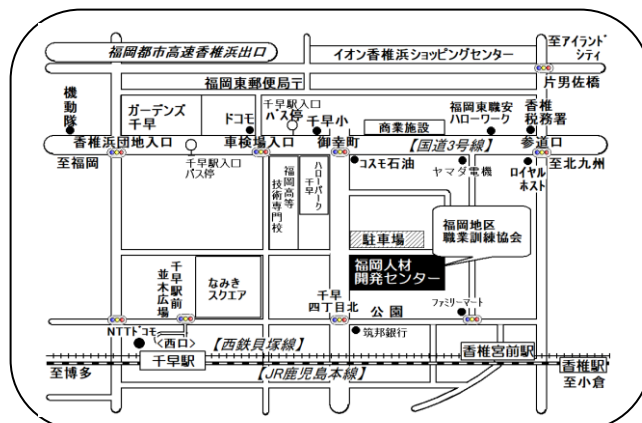 福岡都市高速香椎浜出口
イオン香椎浜ショッピングセンター
至アイランド
シティ
福岡東郵便局〒
片男佐橋
機動隊
ガーデンズ
千早
ドコモ
千早駅入口
バス停
千早小
商業施設
福岡東職安
ハローワーク
香椎
税務署
香椎浜団地入口
車検場入口
御幸町
【国道3号線】
参道口
至福岡
千早駅入口
バス停
コスモ石油
ヤマダ電機
ロイヤル
ホスト
至北九州
福岡高等
技術専門校
ハローパーク
千早
駐車場
福岡地区
職業訓練協会
福岡人材
開発センター
千早駅前
並木広場
なみき
スクエア
千早
四丁目北
公園
ファミリーマート
NTTドコモ
<西口>
【西鉄貝塚線】
筑邦銀行
千早駅
香椎宮前駅
香椎駅
至博多
【JR鹿児島本線】
至小倉